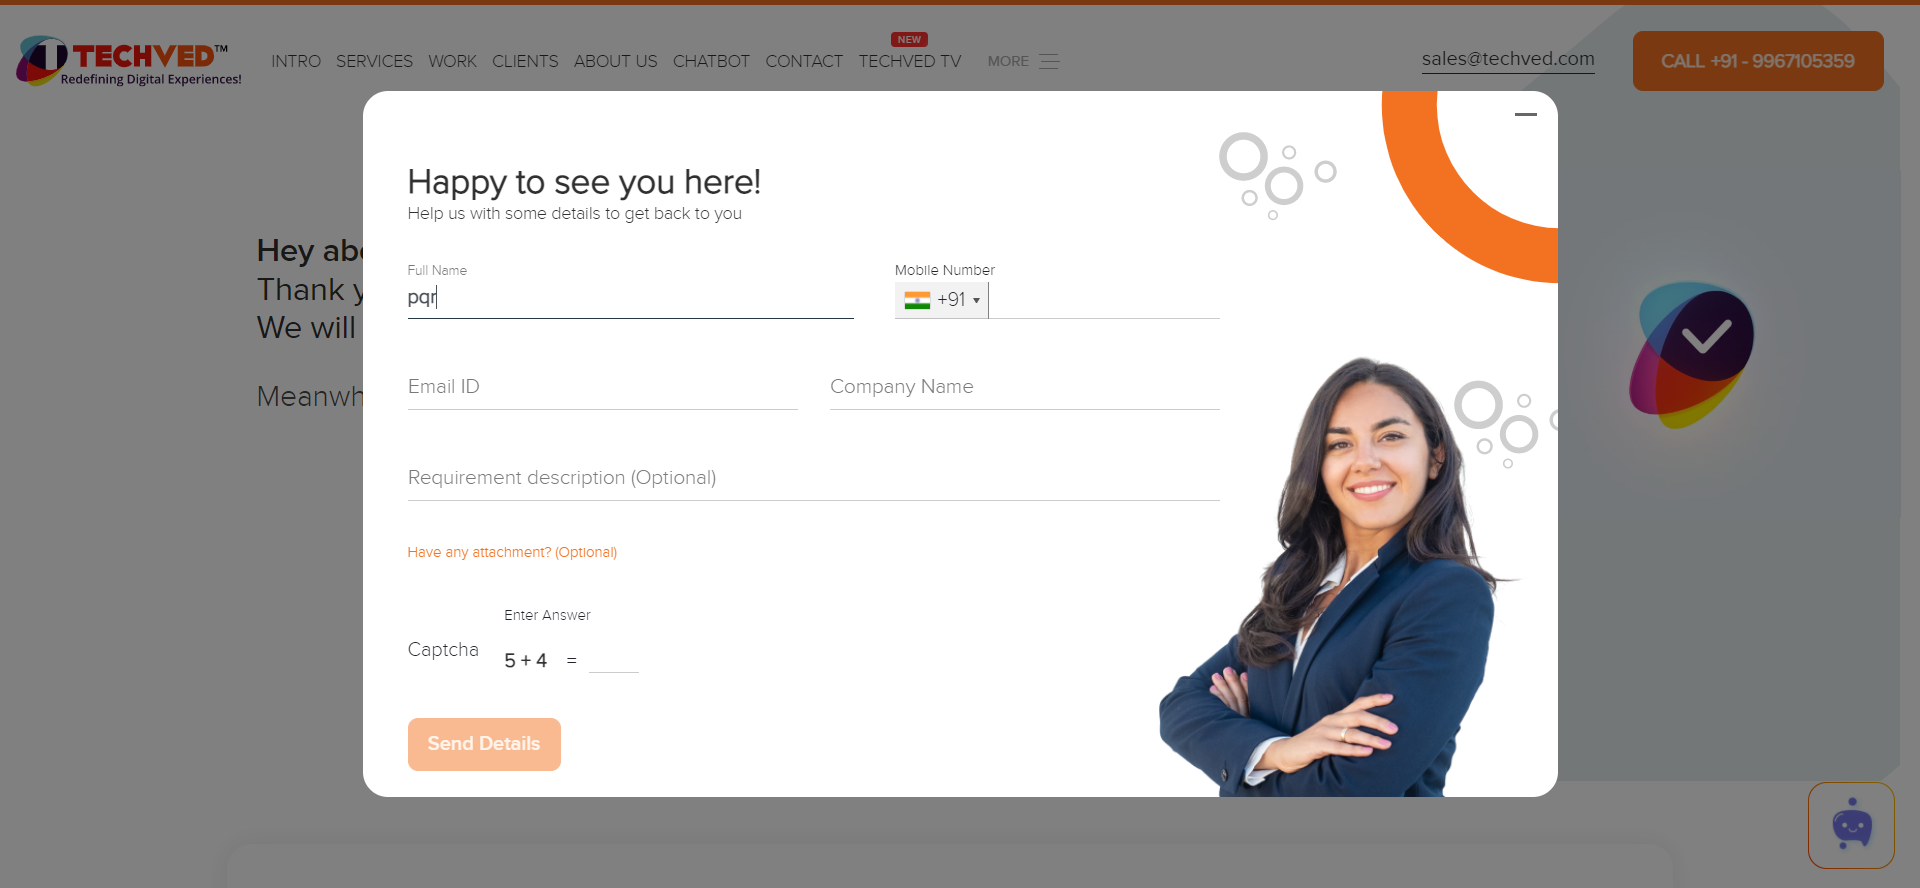 TECHVED™
Redefining Digital Experiences!
INTRO SERVICES WORK CLIENTS ABOUT US CHATBOT CONTACT TECHVED TV NEW MORE
sales@techved.com
CALL +91 - 9967105359
Hey abc
Thank y
We will
Meanwh
Happy to see you here!
Help us with some details to get back to you
Full Name
pqr
Mobile Number
+91
Email ID
Company Name
Requirement description (Optional)
Have any attachment? (Optional)
Enter Answer
Captcha
5 + 4 =
Send Details